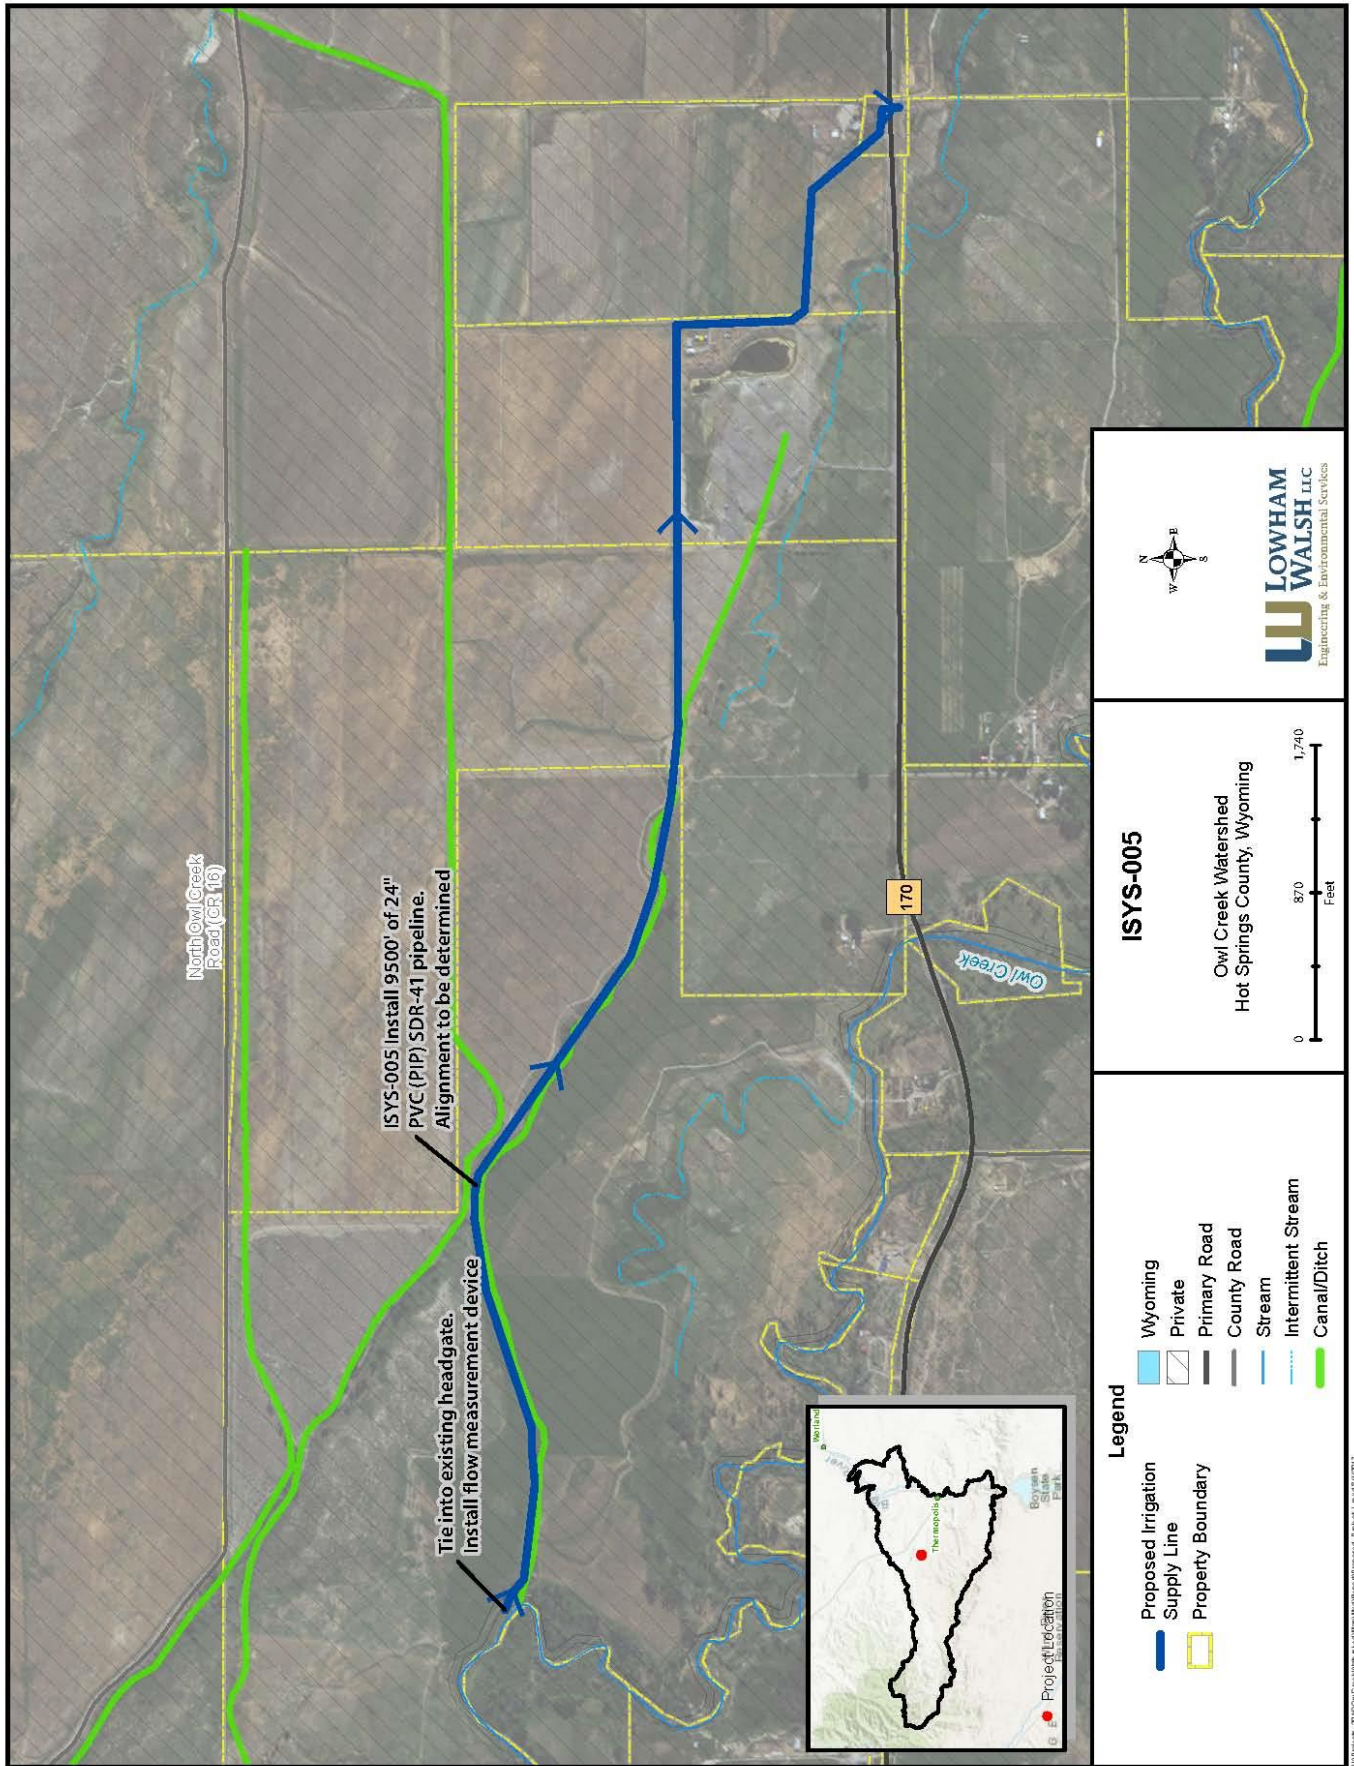 North Owl Creek
Road (CR 16)
ISYS-005 Install 9500' of 24"
PVC (PIP) SDR-41 pipeline.
Alignment to be determined
Tie into existing headgate.
Install flow measurement device
170
Owl Creek
Worland
Thermopolis
Boysen
State
Park
Project Location
Legend
Proposed Irrigation
Supply Line
Property Boundary
Wyoming
Private
Primary Road
County Road
Stream
Intermittent Stream
Canal/Ditch
ISYS-005
Owl Creek Watershed
Hot Springs County, Wyoming
0 870 1,740
Feet
N
W E
S
LOWHAM
WALSH LLC
Engineering & Environmental Services